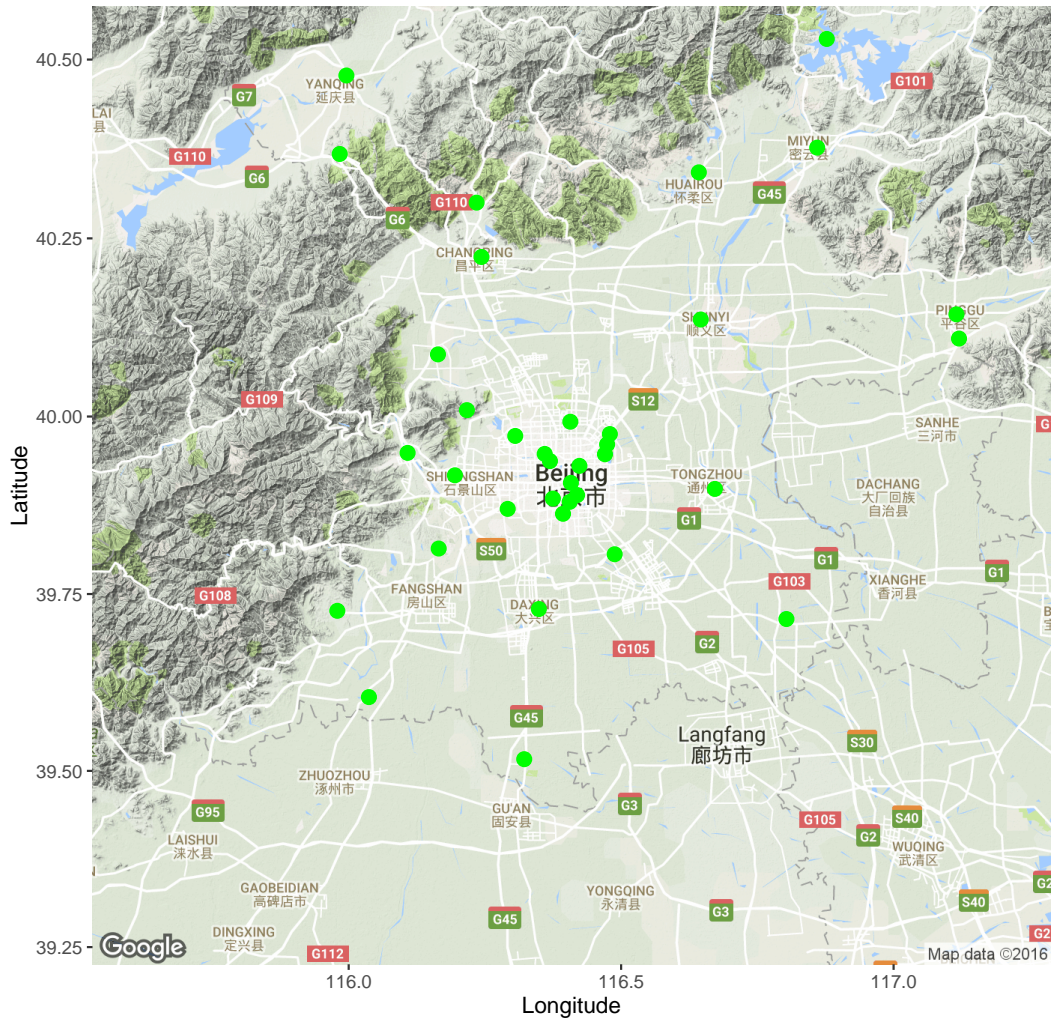 40.50
40.25
40.00
39.75
39.50
39.25
Latitude
116.0
116.5
117.0
Longitude
YANQING
延庆县
G7
LAI
县
G110
G6
G6
G110
CHANGPING
昌平区
G101
MIYUN
密云县
HUAIROU
怀柔区
G45
PINGGU
平谷区
SHUNYI
顺义区
G109
S12
SANHE
三河市
G
SHIJINGSHAN
石景山区
Beijing
北京市
TONGZHOU
通州区
DACHANG
大厂回族
自治县
G1
S50
G1
G1
G108
FANGSHAN
房山区
DAXING
大兴区
G103
XIANGHE
香河县
G105
G2
G45
Langfang
廊坊市
S30
ZHUOZHOU
涿州市
G95
GU'AN
固安县
G3
G105
S40
G2
LAISHUI
涞水县
WUQING
武清区
GAOBEIDIAN
高碑店市
YONGQING
永清县
G2
G45
G3
S40
DINGXING
定兴县
G112
G2
Google
Map data ©2016